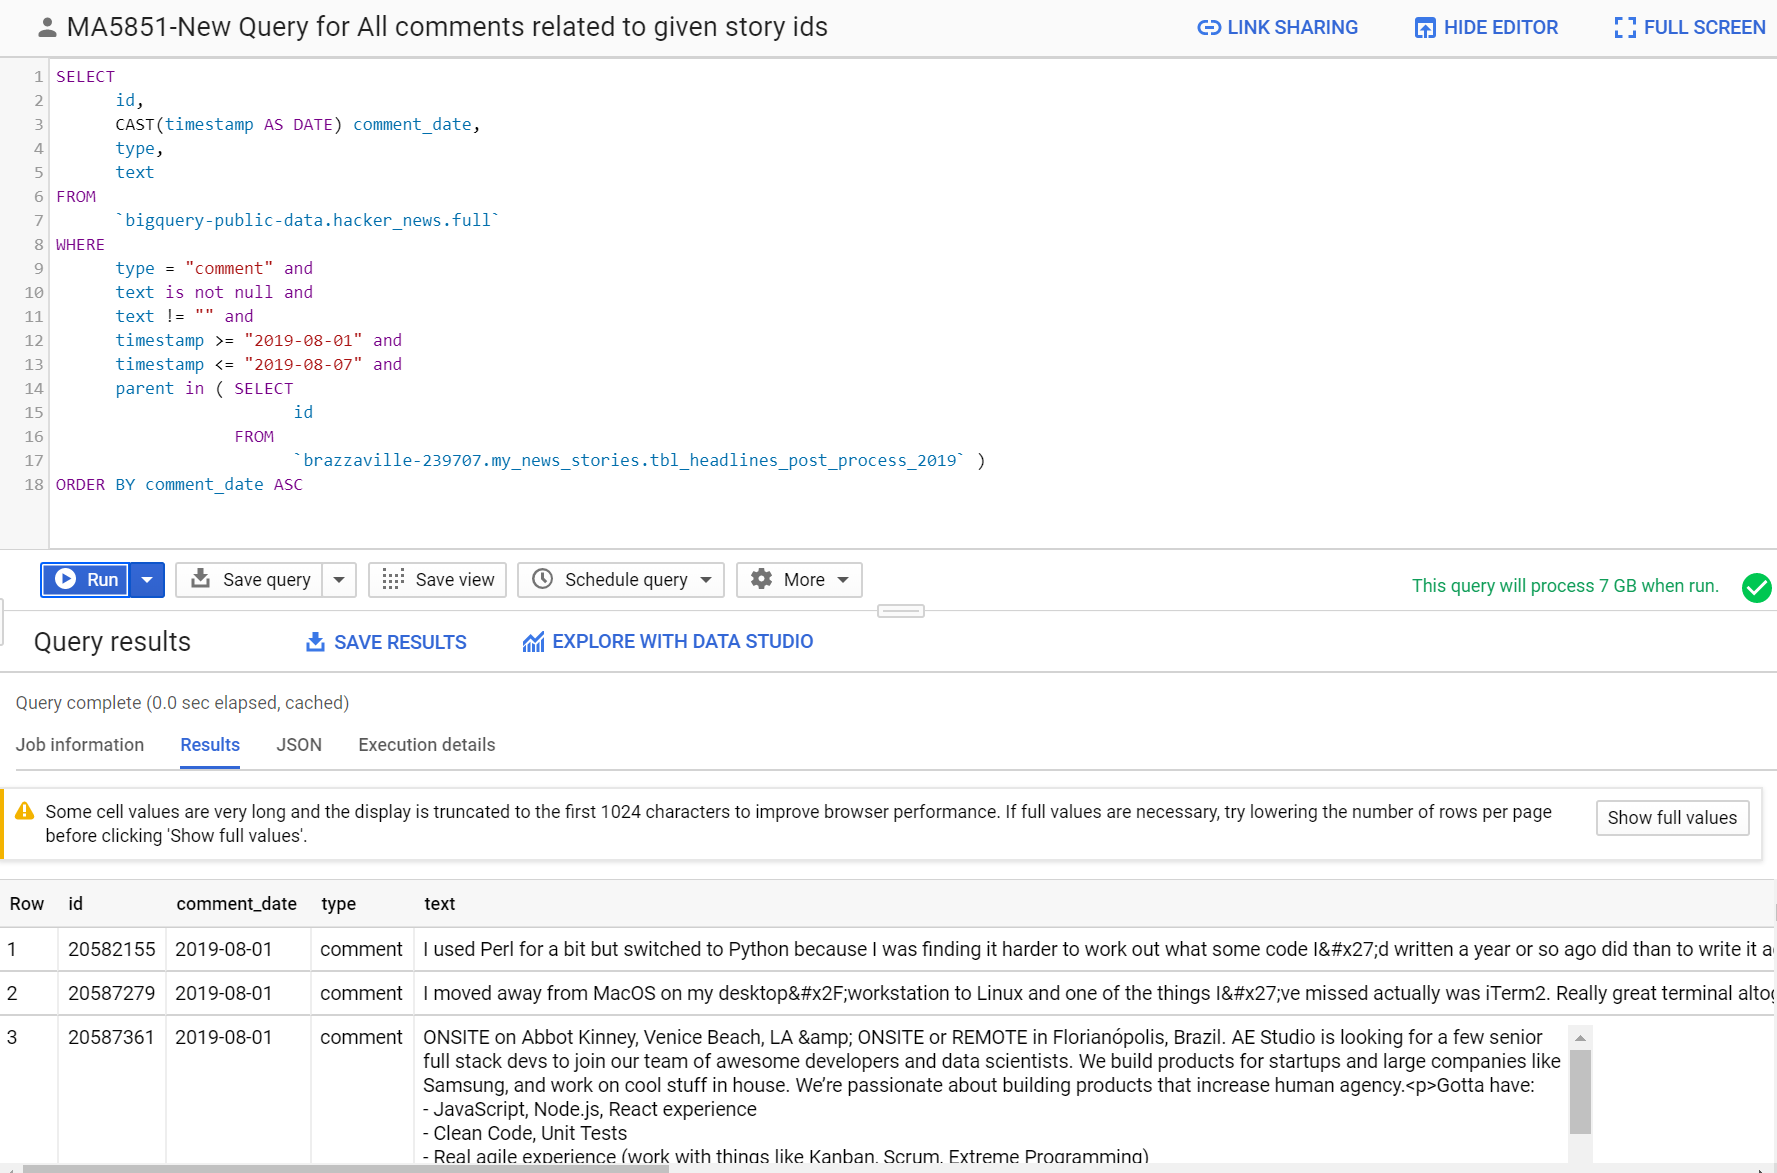 MA5851-New Query for All comments related to given story ids
LINK SHARING
HIDE EDITOR
FULL SCREEN
1 SELECT
2 id,
3 CAST(timestamp AS DATE) comment_date,
4 type,
5 text
6 FROM
7 `bigquery-public-data.hacker_news.full`
8 WHERE
9 type = "comment" and
10 text is not null and
11 text != "" and
12 timestamp >= "2019-08-01" and
13 timestamp <= "2019-08-07" and
14 parent in ( SELECT
15 id
16 FROM
17 `brazzaville-239707.my_news_stories.tbl_headlines_post_process_2019` )
18 ORDER BY comment_date ASC
Run
Save query
Save view
Schedule query
More
This query will process 7 GB when run.
Query results
SAVE RESULTS
EXPLORE WITH DATA STUDIO
Query complete (0.0 sec elapsed, cached)
Job information
Results
JSON
Execution details
Some cell values are very long and the display is truncated to the first 1024 characters to improve browser performance. If full values are necessary, try lowering the number of rows per page
before clicking 'Show full values'.
Show full values
Row id comment_date type text
1 20582155 2019-08-01 comment I used Perl for a bit but switched to Python because I was finding it harder to work out what some code I&#x27;d written a year or so ago did than to write it
2 20587279 2019-08-01 comment I moved away from MacOS on my desktop&#x2F;workstation to Linux and one of the things I&#x27;ve missed actually was iTerm2. Really great terminal altog
3 20587361 2019-08-01 comment ONSITE on Abbot Kinney, Venice Beach, LA &amp; ONSITE or REMOTE in Florianópolis, Brazil. AE Studio is looking for a few senior
full stack devs to join our team of awesome developers and data scientists. We build products for startups and large companies like
Samsung, and work on cool stuff in house. We’re passionate about building products that increase human agency.<p>Gotta have:
- JavaScript, Node.js, React experience
- Clean Code, Unit Tests
- Real agile experience (work with things like Kanban, Scrum, Extreme Programming)